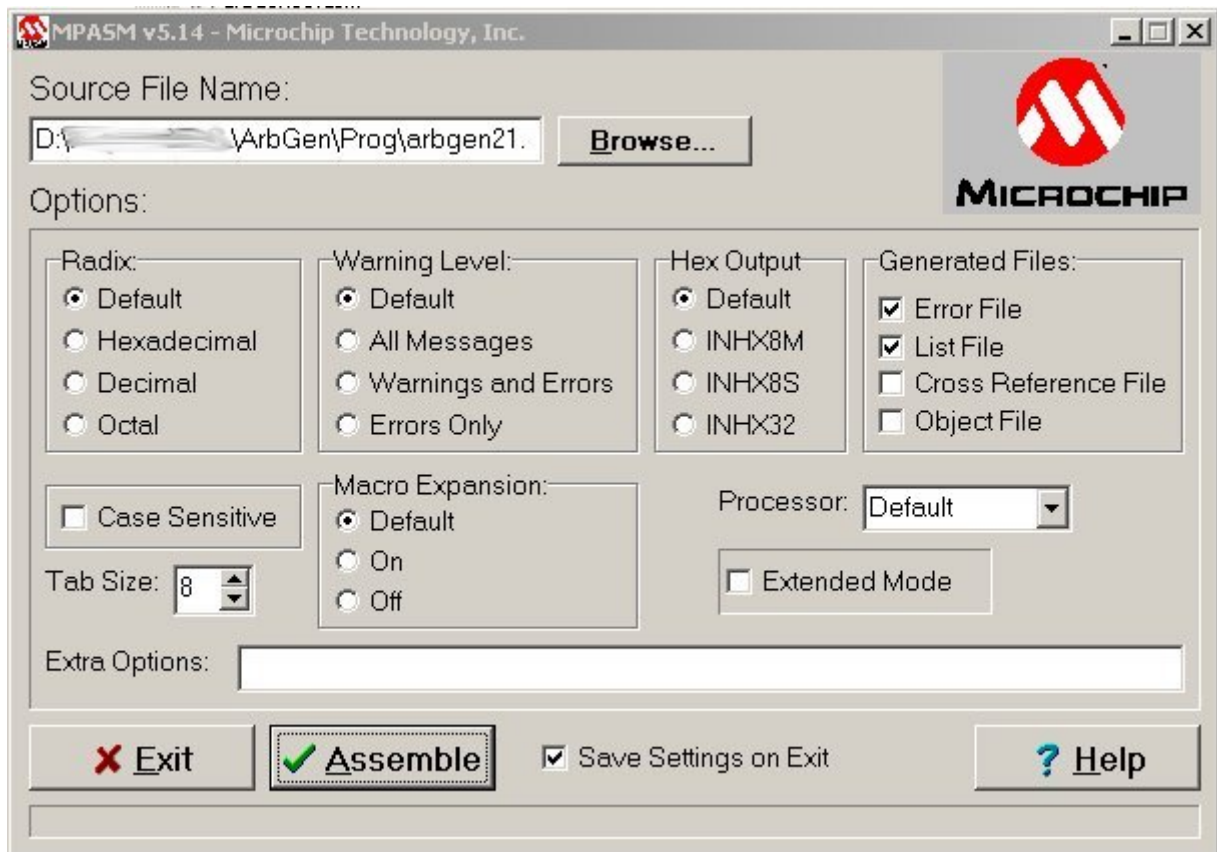 MPASM v5.14 - Microchip Technology, Inc.
Source File Name:
D:\ \ArbGen\Prog\arbgen21.
Browse...
MICROCHIP
Options:
Radix:
Default
Hexadecimal
Decimal
Octal
Warning Level:
Default
All Messages
Warnings and Errors
Errors Only
Hex Output
Default
INHX8M
INHX8S
INHX32
Generated Files:
Error File
List File
Cross Reference File
Object File
Case Sensitive
Tab Size: 8
Macro Expansion:
Default
On
Off
Processor: Default
Extended Mode
Extra Options:
Exit
Assemble
Save Settings on Exit
? Help